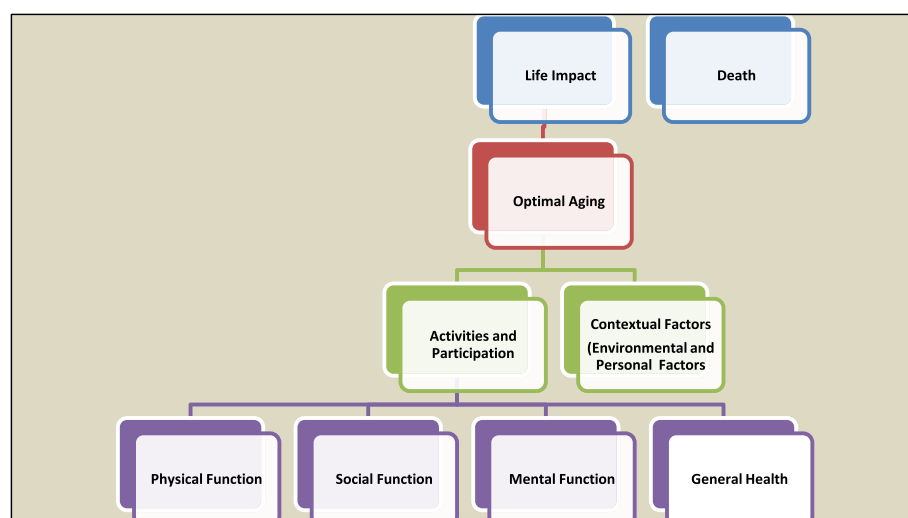 Life Impact
Death
Optimal Aging
Activities and
Participation
Contextual Factors
(Environmental and
Personal Factors
Physical Function
Social Function
Mental Function
General Health